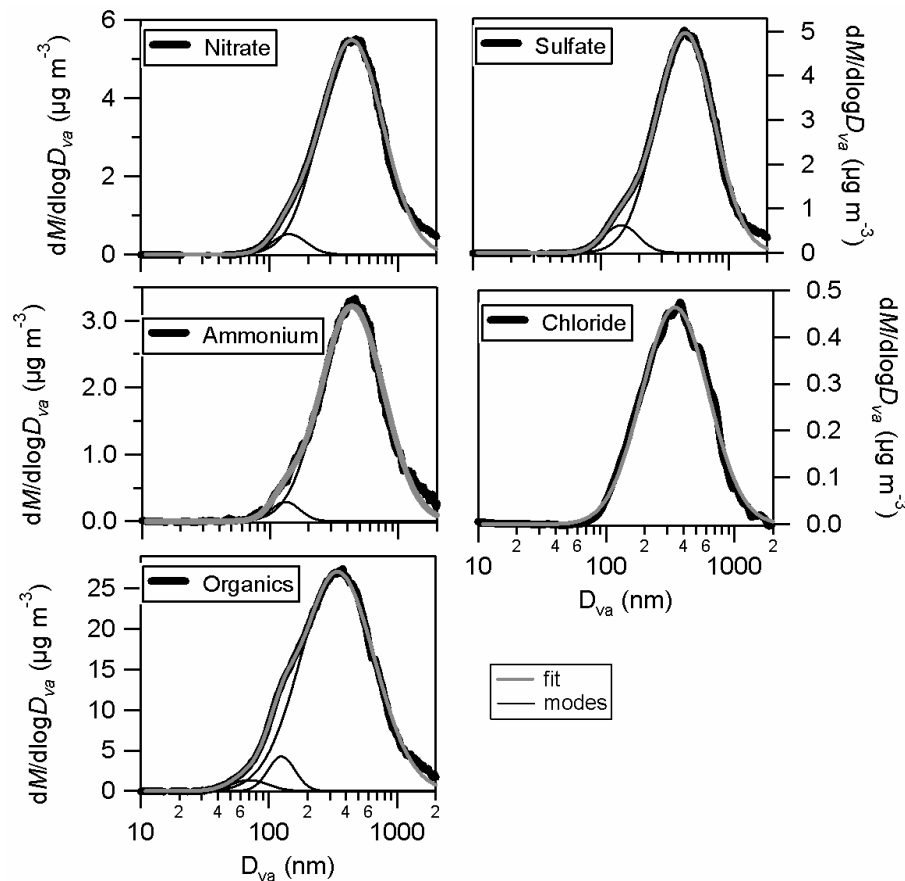 Nitrate
dM/dlogDva (µg m-3)
6
4
2
0
Sulfate
5
4
3
2
1
0
dM/dlogDva (µg m-3)
Ammonium
dM/dlogDva (µg m-3)
3.0
2.0
1.0
0.0
Chloride
0.5
0.4
0.3
0.2
0.1
0.0
dM/dlogDva (µg m-3)
10 2 4 6 100 2 4 6 1000 2
Dva (nm)
Organics
dM/dlogDva (µg m-3)
25
20
15
10
5
0
10 2 4 6 100 2 4 6 1000 2
Dva (nm)
fit
modes